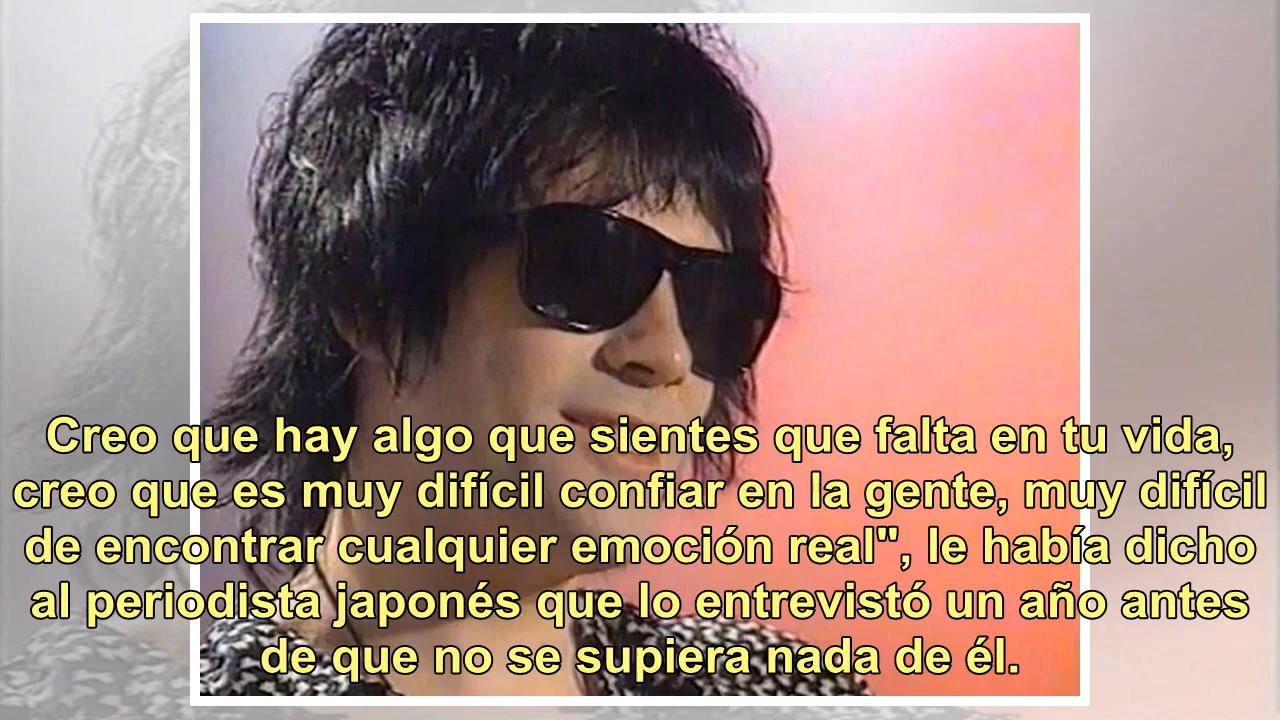 Creo que hay algo que sientes que falta en tu vida,
creo que es muy difícil confiar en la gente, muy difícil
de encontrar cualquier emoción real", le había dicho
al periodista japonés que lo entrevistó un año antes
de que no se supiera nada de él.